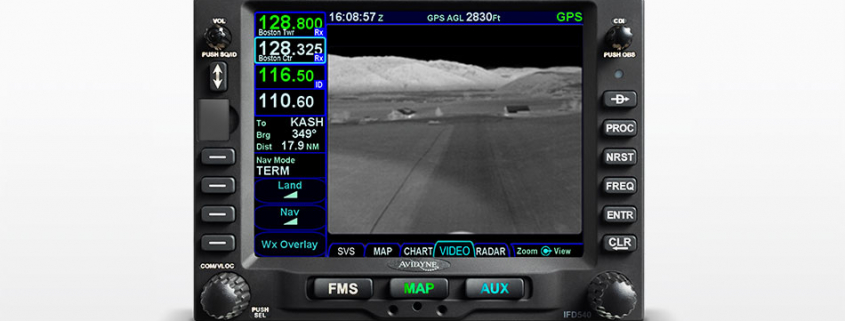 VOL
PUSH SQ/ID
128.800
Boston Twr Rx
128.325
Boston Ctr Rx
116.50
ID
110.60
To KASH
Brg 349°
Dist 17.9 NM
Nav Mode
TERM
Land
Nav
Wx Overlay
16:08:57 Z GPS AGL 2830Ft GPS
SVS MAP CHART VIDEO RADAR Zoom View
CDI
PUSH OBS
D
PROC
NRST
FREQ
ENTR
CLR
AVIDYNE
COM/VLOC
PUSH
SEL
FMS MAP AUX
IFD540